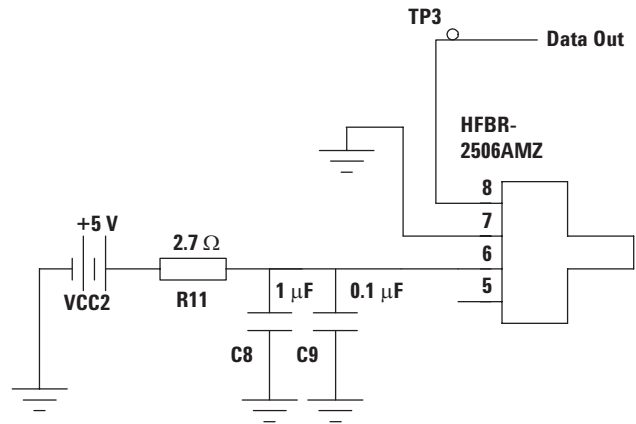 TP3
Data Out
HFBR-
2506AMZ
8
7
6
5
+5 V
VCC2
2.7 Ω
R11
1 μF
0.1 μF
C8
C9